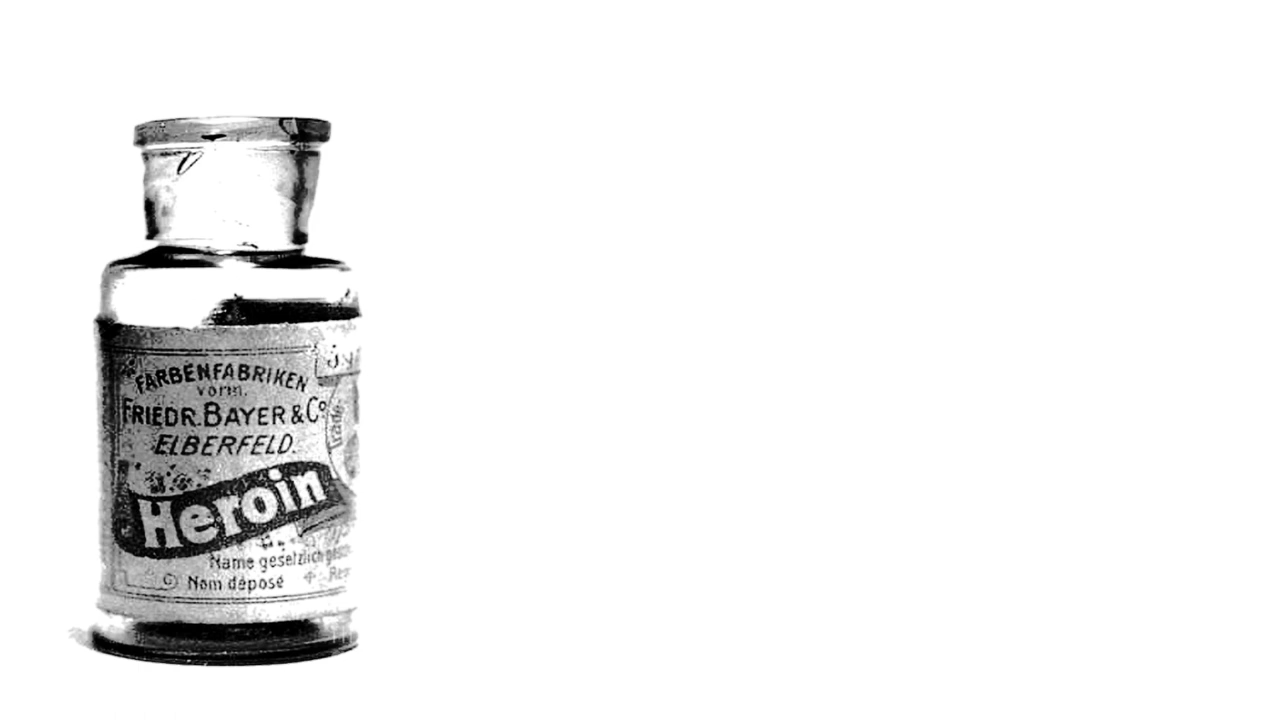 FARBENFABRIKEN
vorm.
FRIEDR. BAYER & Co
ELBERFELD.
Heroin
Name gesetzlich
Nom déposé